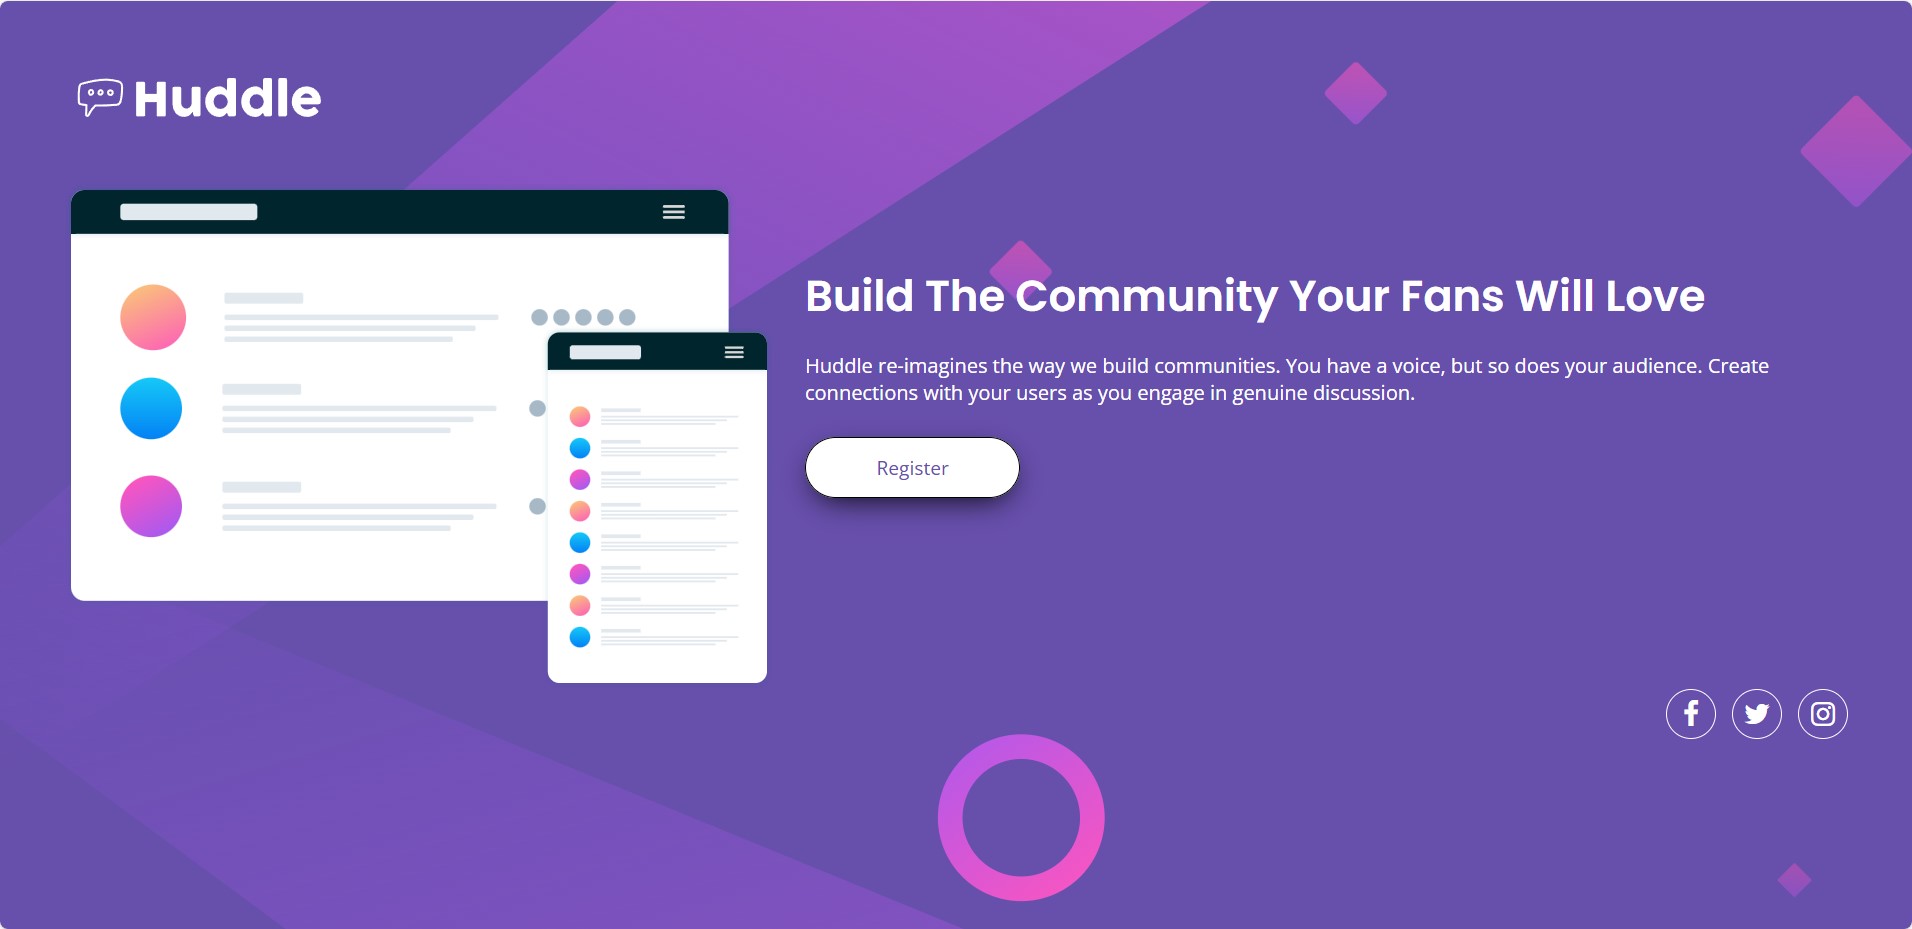 Huddle
Build The Community Your Fans Will Love
Huddle re-imagines the way we build communities. You have a voice, but so does your audience. Create
connections with your users as you engage in genuine discussion.
Register